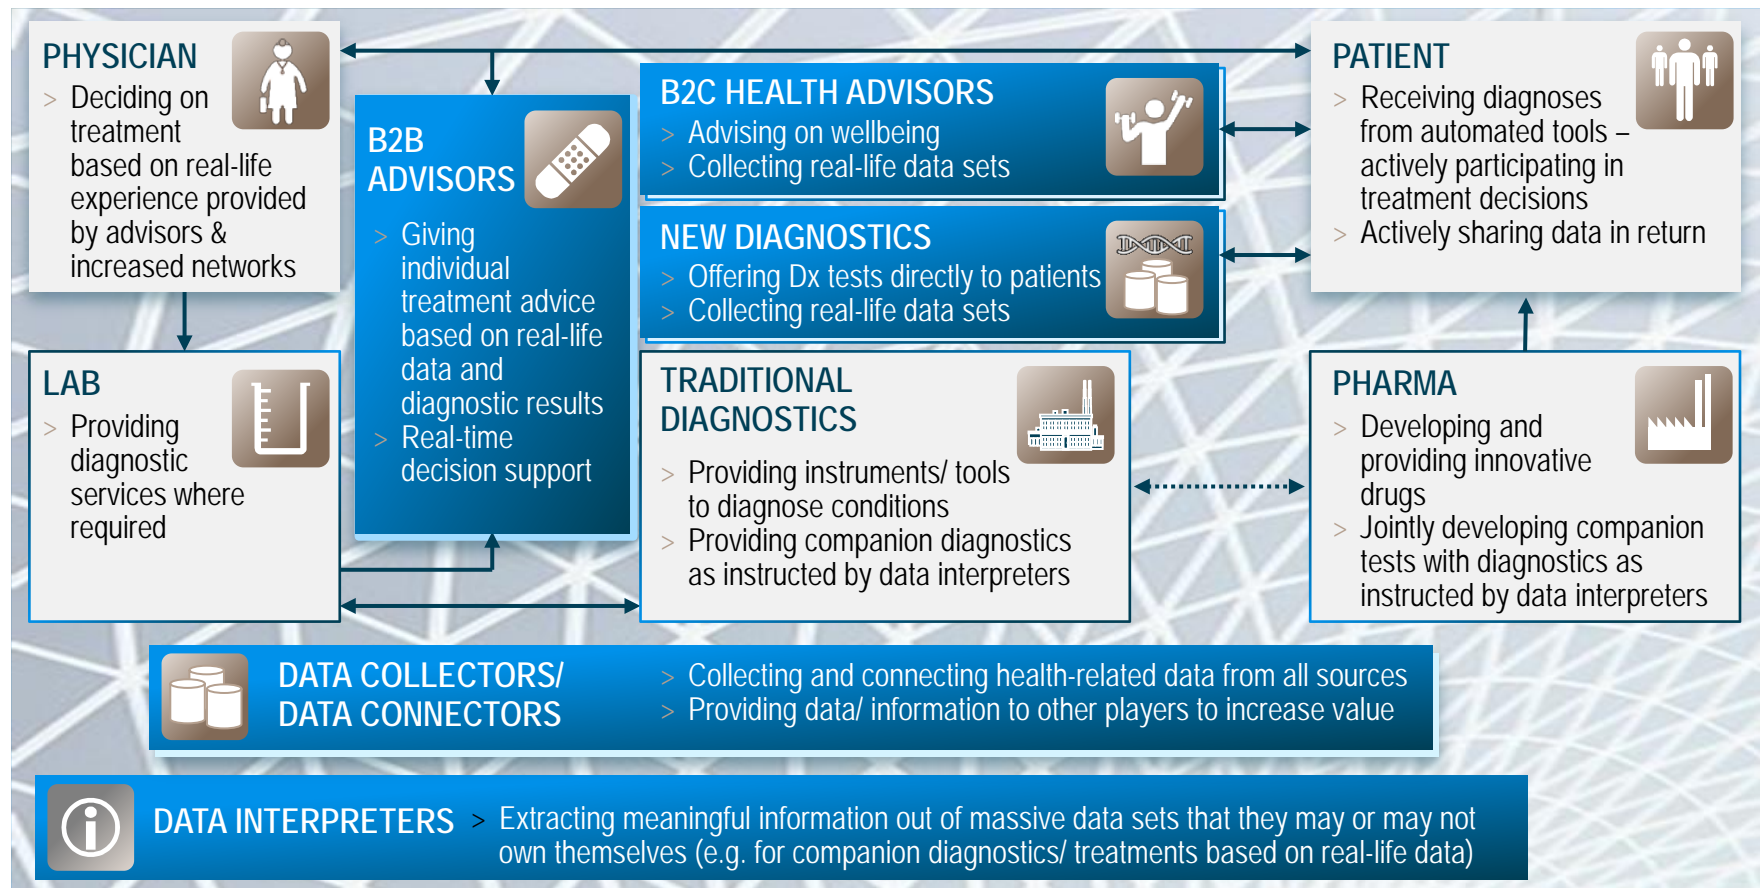 PHYSICIAN
> Deciding on
treatment
based on real-life
experience provided
by advisors &
increased networks
B2B
ADVISORS
> Giving
individual
treatment advice
based on real-life
data and
diagnostic results
> Real-time
decision support
B2C HEALTH ADVISORS
> Advising on wellbeing
> Collecting real-life data sets
NEW DIAGNOSTICS
> Offering Dx tests directly to patients
> Collecting real-life data sets
PATIENT
> Receiving diagnoses
from automated tools –
actively participating in
treatment decisions
> Actively sharing data in return
LAB
> Providing
diagnostic
services where
required
TRADITIONAL
DIAGNOSTICS
> Providing instruments/ tools
to diagnose conditions
> Providing companion diagnostics
as instructed by data interpreters
PHARMA
> Developing and
providing innovative
drugs
> Jointly developing companion
tests with diagnostics as
instructed by data interpreters
DATA COLLECTORS/
DATA CONNECTORS
> Collecting and connecting health-related data from all sources
> Providing data/ information to other players to increase value
DATA INTERPRETERS
> Extracting meaningful information out of massive data sets that they may or may not
own themselves (e.g. for companion diagnostics/ treatments based on real-life data)